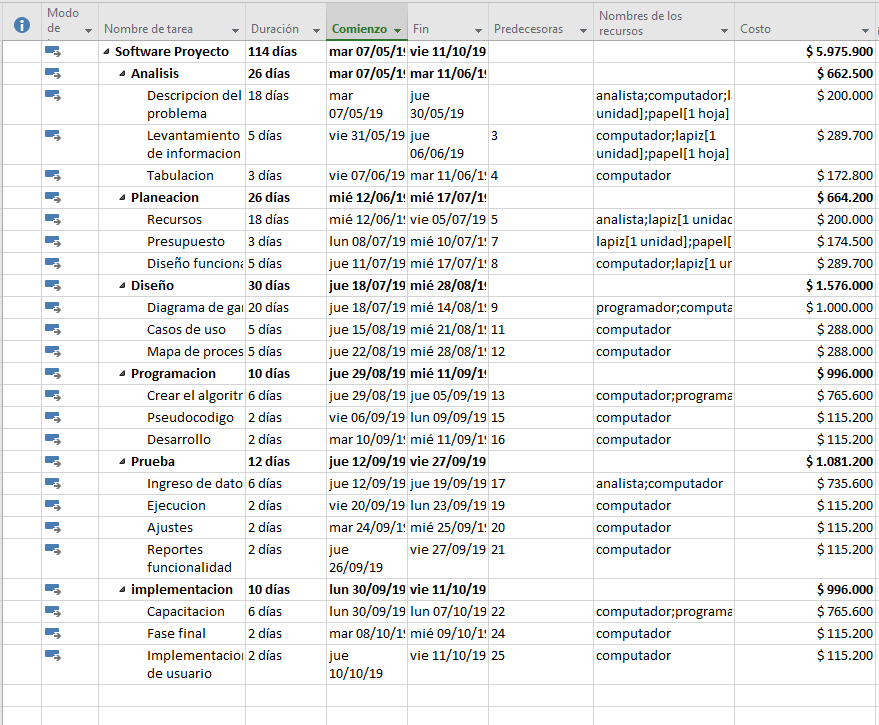 Modo de
Nombre de tarea Duración Comienzo Fin Predecesoras Nombres de los recursos Costo
Software Proyecto 114 días mar 07/05/19 vie 11/10/19 $ 5.975.900
Analisis 26 días mar 07/05/19 mar 11/06/19 $ 662.500
Descripcion del problema 18 días mar 07/05/19 jue 30/05/19 analista;computador;l unidad];papel[1 hoja] $ 200.000
Levantamiento de informacion 5 días vie 31/05/19 jue 06/06/19 3 computador;lapiz[1 unidad];papel[1 hoja] $ 289.700
Tabulacion 3 días vie 07/06/19 mar 11/06/19 4 computador $ 172.800
Planeacion 26 días mié 12/06/19 mié 17/07/19 $ 664.200
Recursos 18 días mié 12/06/19 vie 05/07/19 5 analista;lapiz[1 unidad $ 200.000
Presupuesto 3 días lun 08/07/19 mié 10/07/19 7 lapiz[1 unidad];papel[ $ 174.500
Diseño funciona 5 días jue 11/07/19 mié 17/07/19 8 computador;lapiz[1 un $ 289.700
Diseño 30 días jue 18/07/19 mié 28/08/19 $ 1.576.000
Diagrama de ga 20 días jue 18/07/19 mié 14/08/19 9 programador;computa $ 1.000.000
Casos de uso 5 días jue 15/08/19 mié 21/08/19 11 computador $ 288.000
Mapa de proces 5 días jue 22/08/19 mié 28/08/19 12 computador $ 288.000
Programacion 10 días jue 29/08/19 mié 11/09/19 $ 996.000
Crear el algoritr 6 días jue 29/08/19 jue 05/09/19 13 computador;programa $ 765.600
Pseudocodigo 2 días vie 06/09/19 lun 09/09/19 15 computador $ 115.200
Desarrollo 2 días mar 10/09/19 mié 11/09/19 16 computador $ 115.200
Prueba 12 días jue 12/09/19 vie 27/09/19 $ 1.081.200
Ingreso de dato 6 días jue 12/09/19 jue 19/09/19 17 analista;computador $ 735.600
Ejecucion 2 días vie 20/09/19 lun 23/09/19 19 computador $ 115.200
Ajustes 2 días mar 24/09/19 mié 25/09/19 20 computador $ 115.200
Reportes funcionalidad 2 días jue 26/09/19 vie 27/09/19 21 computador $ 115.200
implementacion 10 días lun 30/09/19 vie 11/10/19 $ 996.000
Capacitacion 6 días lun 30/09/19 lun 07/10/19 22 computador;programa $ 765.600
Fase final 2 días mar 08/10/19 mié 09/10/19 24 computador $ 115.200
Implementacion de usuario 2 días jue 10/10/19 vie 11/10/19 25 computador $ 115.200